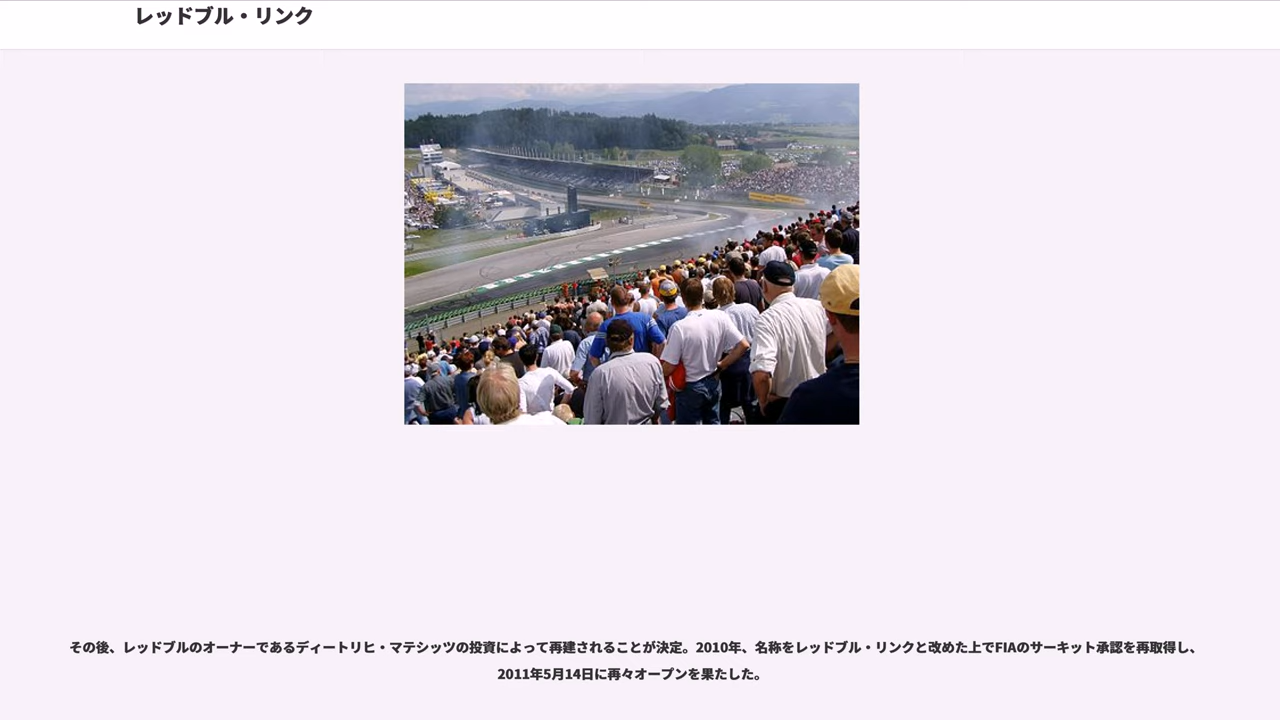 レッドブル・リンク
その後、レッドブルのオーナーであるディートリヒ・マテシッツの投資によって再建されることが決定。2010年、名称をレッドブル・リンクと改めた上でFIAのサーキット承認を再取得し、
2011年5月14日に再々オープンを果たした。